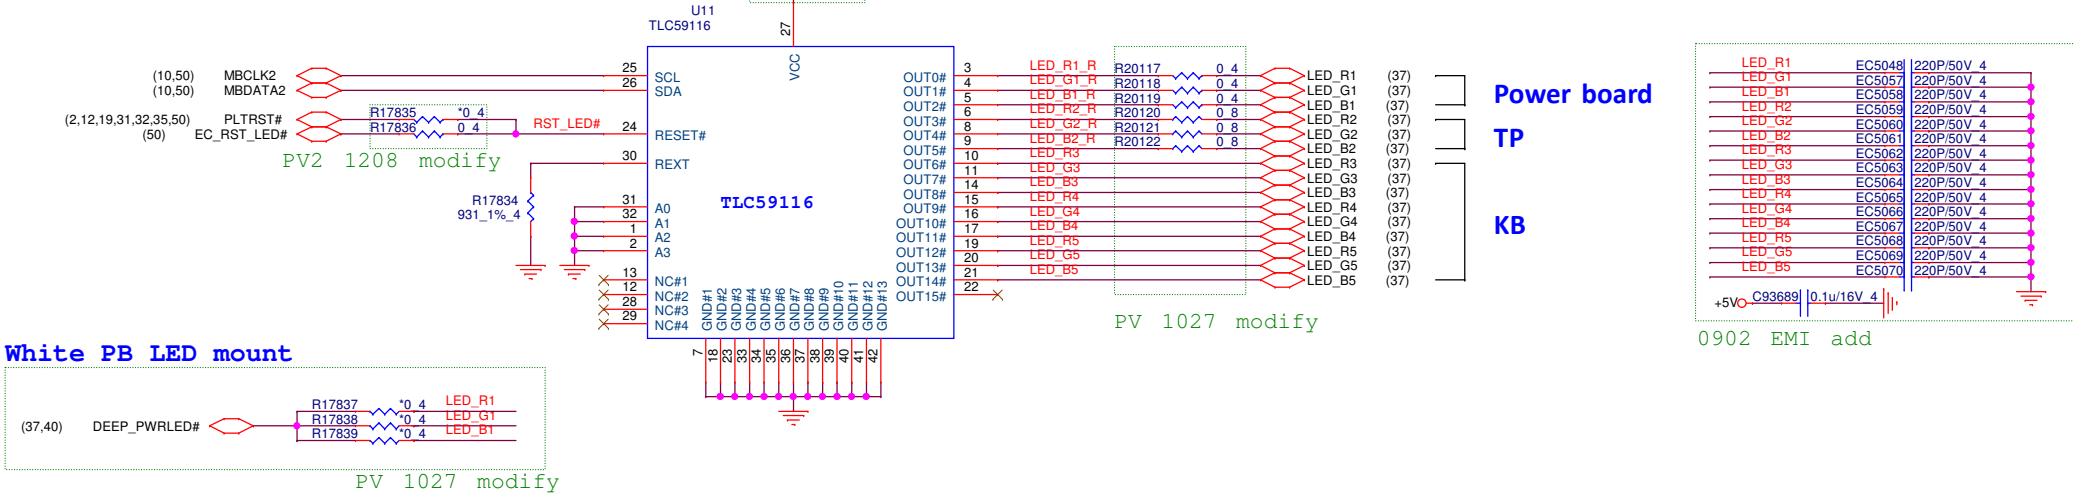 U11
TLC59116
27
VCC
(10,50) MBCLK2 25 SCL
(10,50) MBDATA2 26 SDA
(2,12,19,31,32,35,50) PLTRST# R17835 *0_4
(50) EC_RST_LED# R17836 0_4 RST_LED# 24 RESET#
PV2 1208 modify
30 REXT
R17834
931_1%_4
31 A0
32 A1
1 A2
2 A3
TLC59116
13 NC#1
12 NC#2
28 NC#3
29 NC#4
OUT0# 3 LED_R1_R R20117 0_4 LED_R1 (37)
OUT1# 4 LED_G1_R R20118 0_4 LED_G1 (37)
OUT2# 5 LED_B1_R R20119 0_4 LED_B1 (37)
OUT3# 6 LED_R2_R R20120 0_8 LED_R2 (37)
OUT4# 8 LED_G2_R R20121 0_8 LED_G2 (37)
OUT5# 9 LED_B2_R R20122 0_8 LED_B2 (37)
OUT6# 10 LED_R3 LED_R3 (37)
OUT7# 11 LED_G3 LED_G3 (37)
OUT8# 14 LED_B3 LED_B3 (37)
OUT9# 15 LED_R4 LED_R4 (37)
OUT10# 16 LED_G4 LED_G4 (37)
OUT11# 17 LED_B4 LED_B4 (37)
OUT12# 19 LED_R5 LED_R5 (37)
OUT13# 20 LED_G5 LED_G5 (37)
OUT14# 21 LED_B5 LED_B5 (37)
OUT15# 22
Power board
TP
KB
PV 1027 modify
GND#1 GND#2 GND#3 GND#4 GND#5 GND#6 GND#7 GND#8 GND#9 GND#10 GND#11 GND#12 GND#13
7 18 23 33 34 35 36 37 38 39 40 41 42
LED_R1 EC5048 220P/50V_4
LED_G1 EC5057 220P/50V_4
LED_B1 EC5058 220P/50V_4
LED_R2 EC5059 220P/50V_4
LED_G2 EC5060 220P/50V_4
LED_B2 EC5061 220P/50V_4
LED_R3 EC5062 220P/50V_4
LED_G3 EC5063 220P/50V_4
LED_B3 EC5064 220P/50V_4
LED_R4 EC5065 220P/50V_4
LED_G4 EC5066 220P/50V_4
LED_B4 EC5067 220P/50V_4
LED_R5 EC5068 220P/50V_4
LED_G5 EC5069 220P/50V_4
LED_B5 EC5070 220P/50V_4
+5V C93689 0.1u/16V_4
0902 EMI add
White PB LED mount
R17837 *0_4 LED_R1
(37,40) DEEP_PWRLED# R17838 *0_4 LED_G1
R17839 *0_4 LED_B1
PV 1027 modify